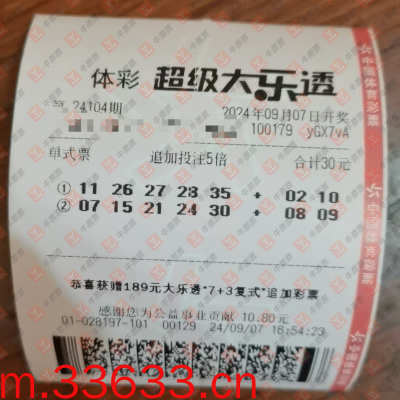 体彩 超级大乐透
24104期 2024年09月07日开奖
100179 yGX7vA
单式票 追加投注5倍 合计30元
① 11 26 27 28 35 + 02 10
② 07 15 21 24 30 + 08 09
恭喜获赠189元大乐透"7+3复式"追加彩票
感谢您为公益事业贡献 10.80元
01-028197-101 00129 24/09/07 18:54:23
m.33633.cn